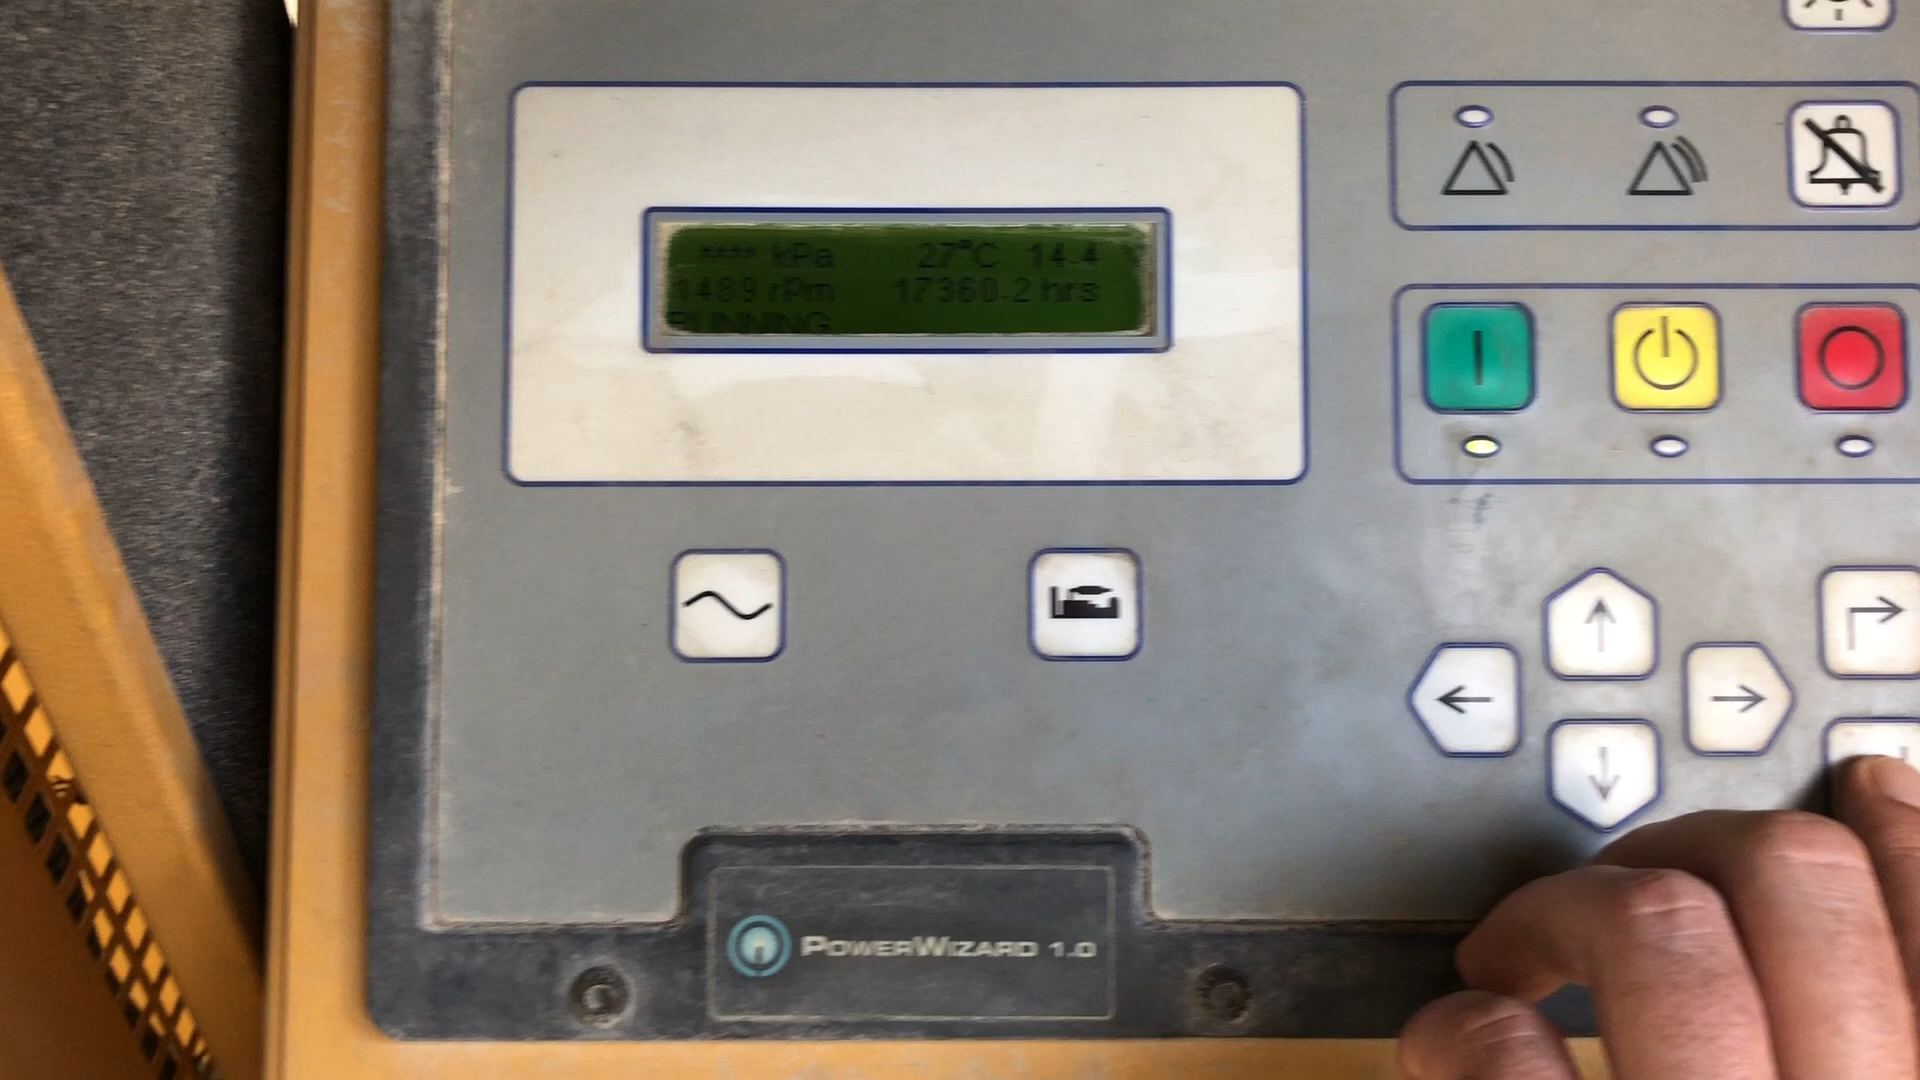 **** kPa 27°C 14.4 V
1489 rPm 17360.2 hrs
RUNNING
POWERWIZARD 1.0